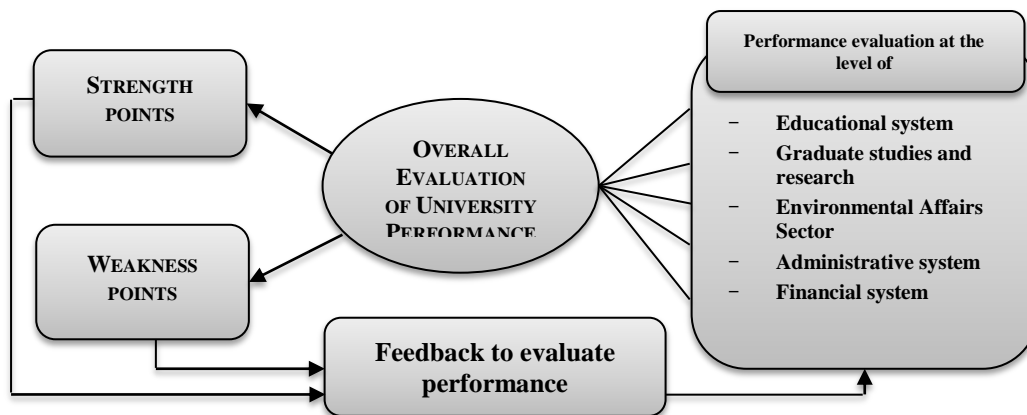 STRENGTH
POINTS
OVERALL
EVALUATION
OF UNIVERSITY
PERFORMANCE
WEAKNESS
POINTS
Performance evaluation at the
level of
– Educational system
– Graduate studies and
research
– Environmental Affairs
Sector
– Administrative system
– Financial system
Feedback to evaluate
performance